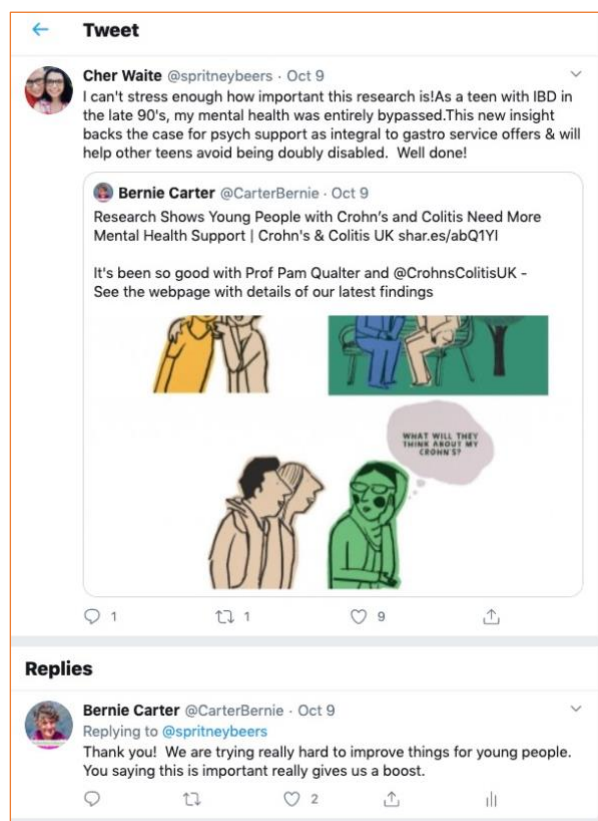 Tweet
Cher Waite @spritneybeers · Oct 9
I can't stress enough how important this research is!As a teen with IBD in
the late 90's, my mental health was entirely bypassed.This new insight
backs the case for psych support as integral to gastro service offers & will
help other teens avoid being doubly disabled. Well done!
Bernie Carter @CarterBernie · Oct 9
Research Shows Young People with Crohn's and Colitis Need More
Mental Health Support | Crohn's & Colitis UK shar.es/abQ1YI
It's been so good with Prof Pam Qualter and @CrohnsColitisUK -
See the webpage with details of our latest findings
WHAT WILL THEY
THINK ABOUT MY
CROHN'S?
1 1 9
Replies
Bernie Carter @CarterBernie · Oct 9
Replying to @spritneybeers
Thank you! We are trying really hard to improve things for young people.
You saying this is important really gives us a boost.
2